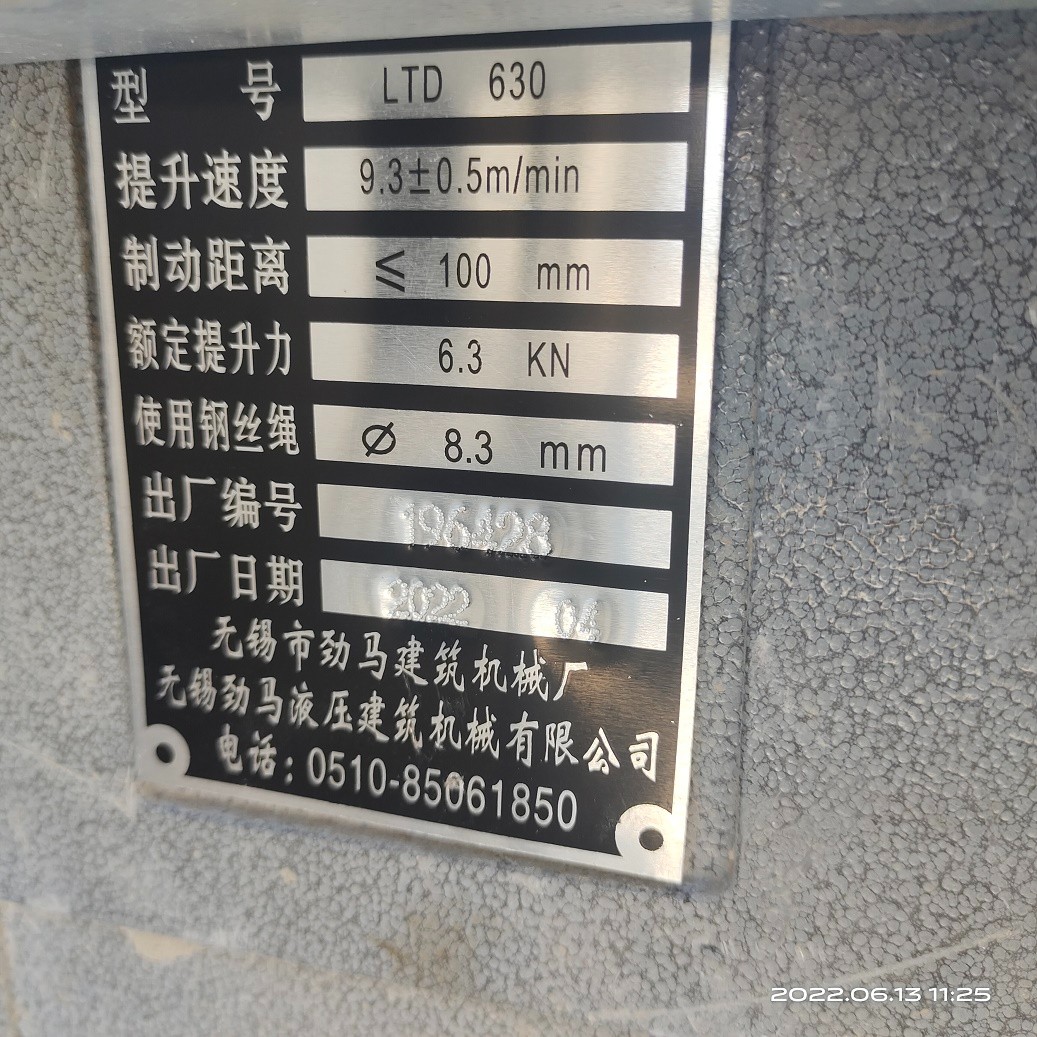 型号 LTD 630
提升速度 9.3±0.5m/min
制动距离 ≤ 100 mm
额定提升力 6.3 KN
使用钢丝绳 Ø 8.3 mm
出厂编号 196428
出厂日期 2022 04
无锡市劲马建筑机械厂
无锡劲马液压建筑机械有限公司
电话：0510-85061850
2022.06.13 11:25